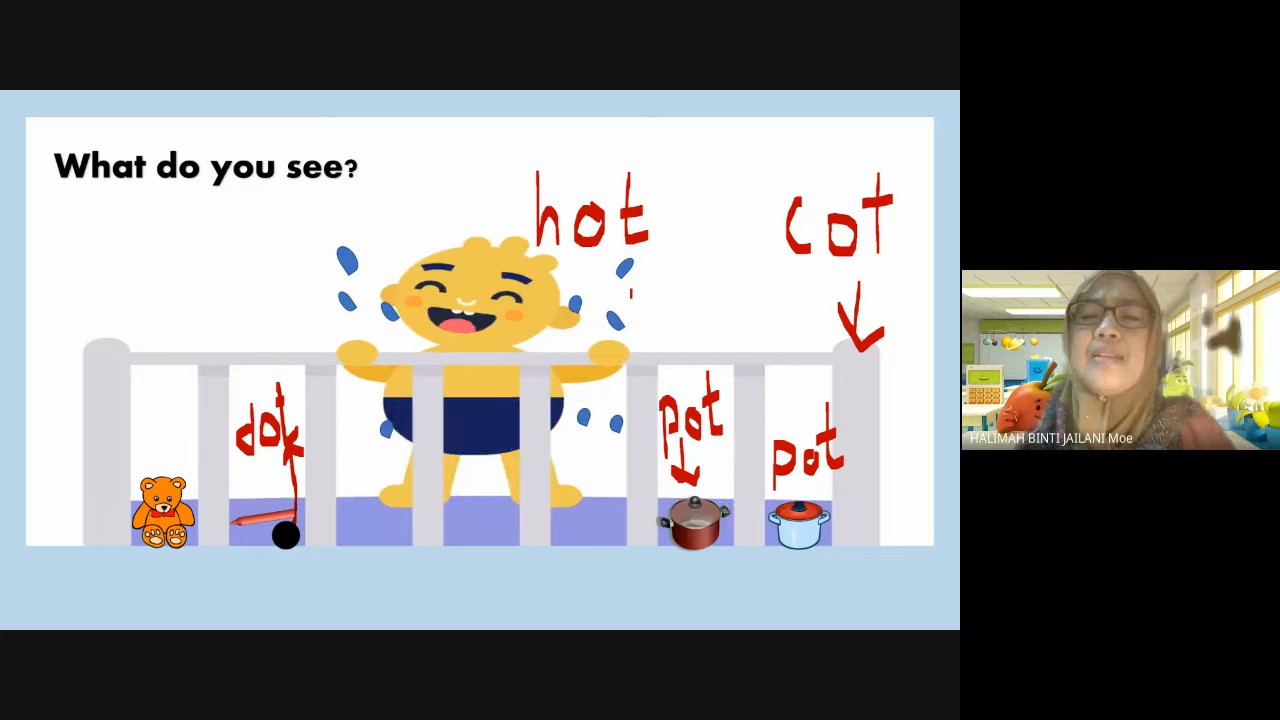 What do you see?
hot
cot
dot
pot
pot
HALIMAH BINTI JAILANI Moe